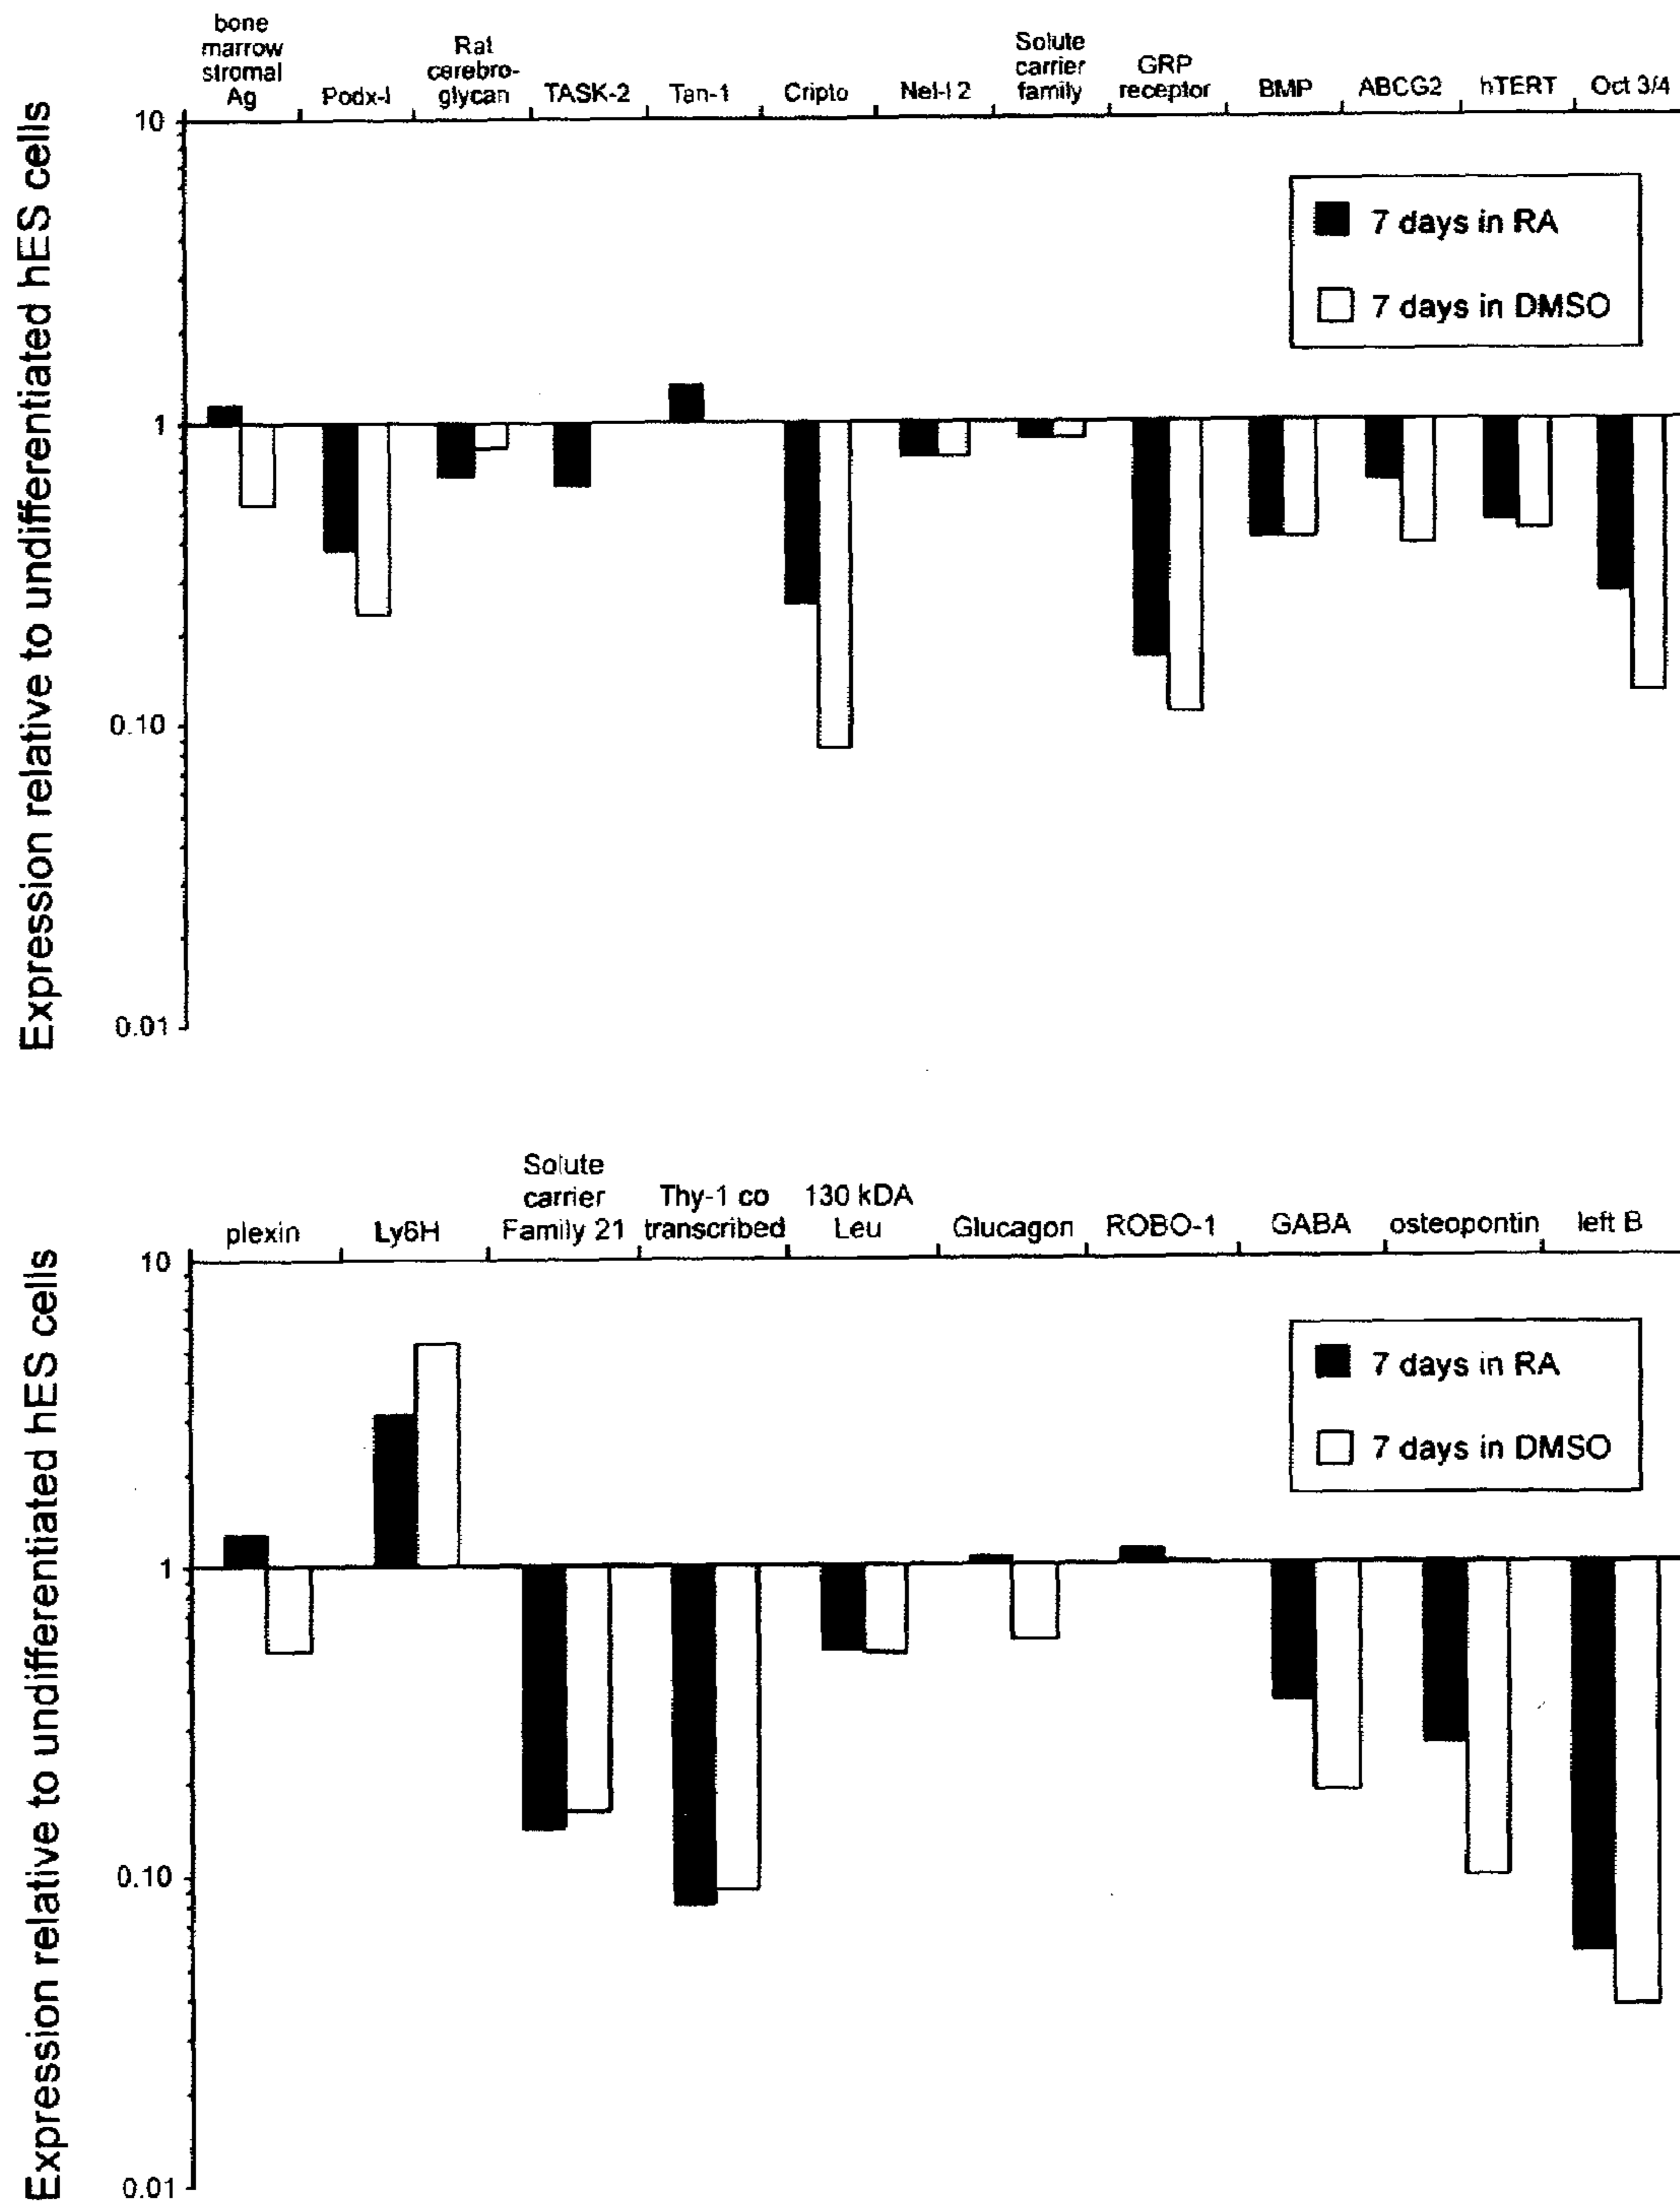 bone
marrow
stromal
Ag
Podx-l
Rat
cerebro-
glycan
TASK-2
Tan-1
Cripto
Nel-l 2
Solute
carrier
family
GRP
receptor
BMP
ABCG2
hTERT
Oct 3/4
Expression relative to undifferentiated hES cells
10
1
0.10
0.01
7 days in RA
7 days in DMSO
plexin
Ly6H
Solute
carrier
Family 21
Thy-1 co
transcribed
130 kDA
Leu
Glucagon
ROBO-1
GABA
osteopontin
left B
Expression relative to undifferentiated hES cells
10
1
0.10
0.01
7 days in RA
7 days in DMSO